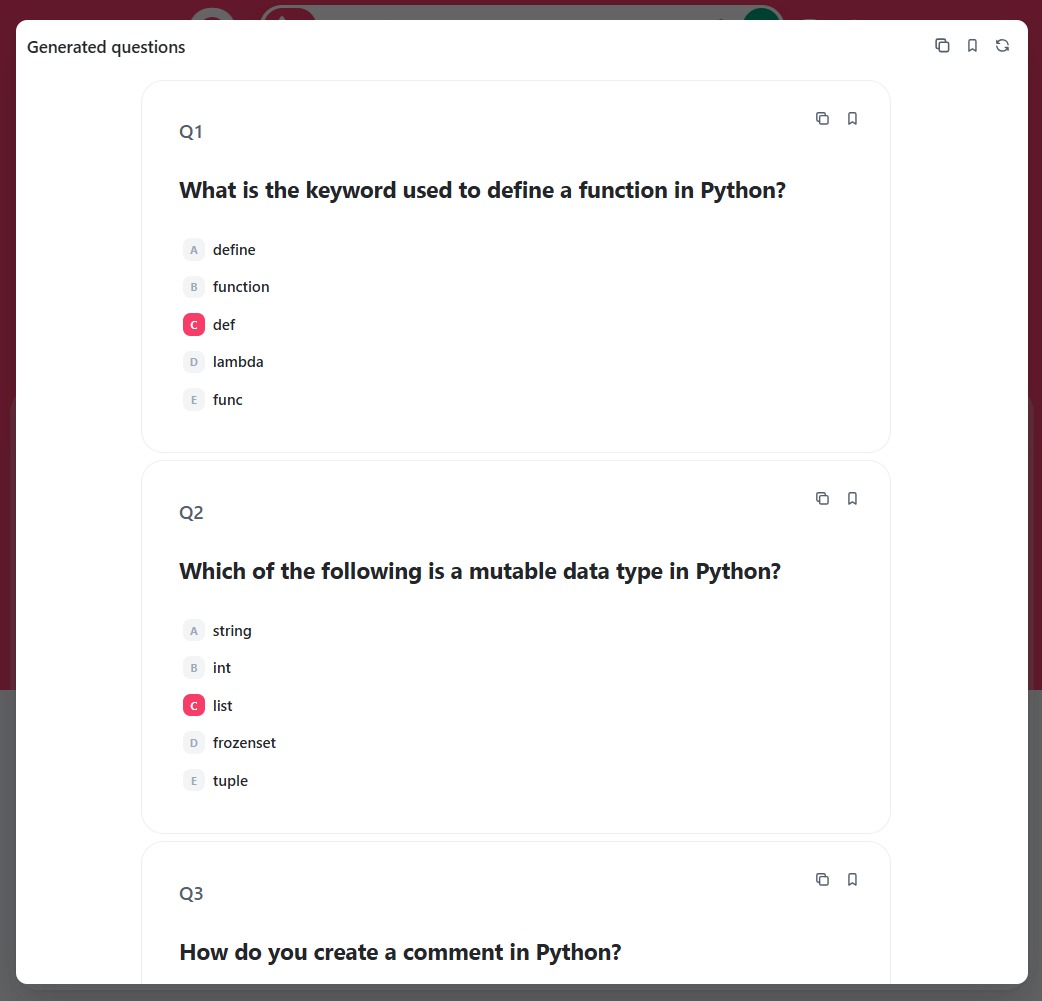 Generated questions
Q1
What is the keyword used to define a function in Python?
A define
B function
C def
D lambda
E func
Q2
Which of the following is a mutable data type in Python?
A string
B int
C list
D frozenset
E tuple
Q3
How do you create a comment in Python?